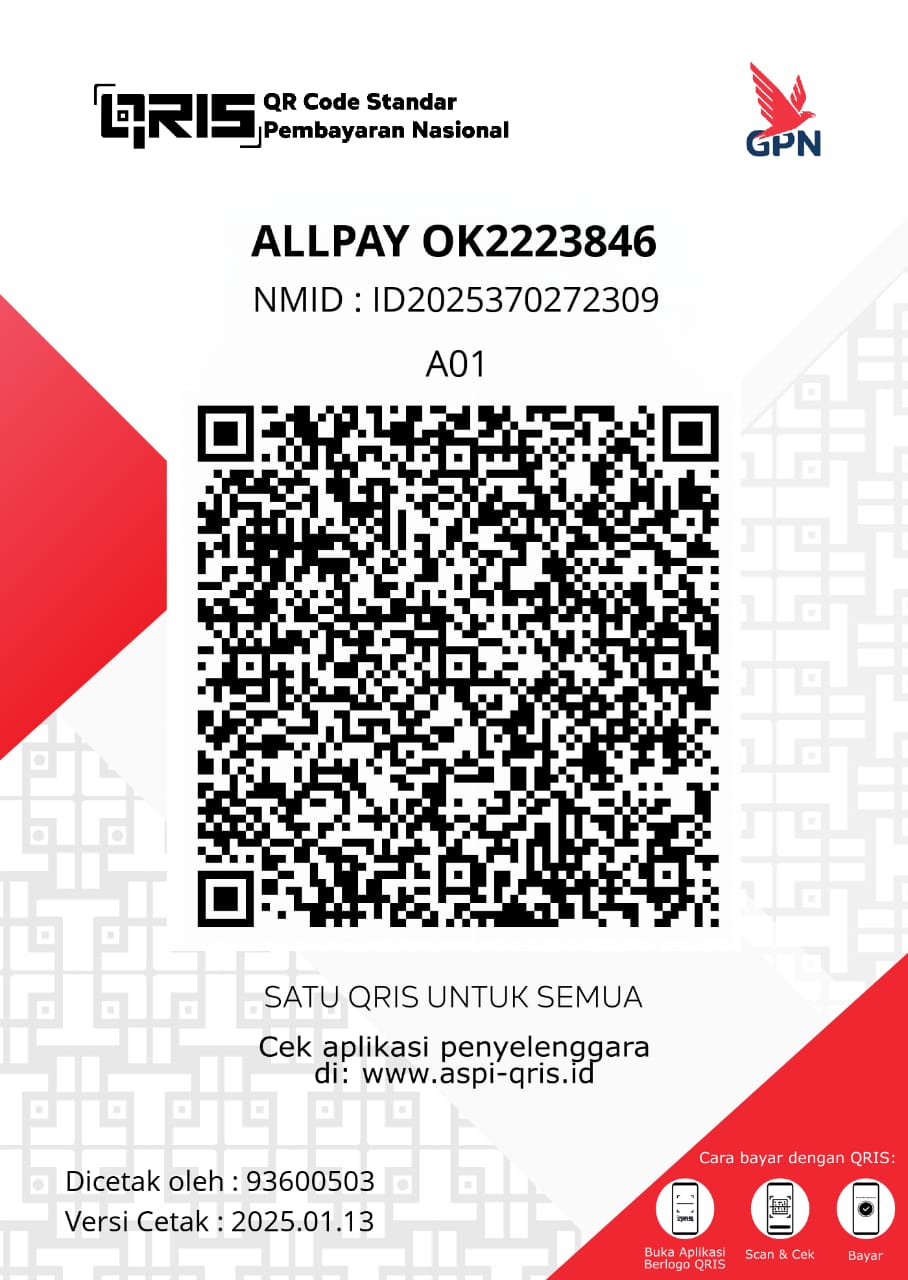 QRIS QR Code Standar
Pembayaran Nasional
GPN
ALLPAY OK2223846
NMID : ID2025370272309
A01
SATU QRIS UNTUK SEMUA
Cek aplikasi penyelenggara
di: www.aspi-qris.id
Dicetak oleh : 93600503
Versi Cetak : 2025.01.13
Cara bayar dengan QRIS:
Buka Aplikasi
Berlogo QRIS
Scan & Cek
Bayar